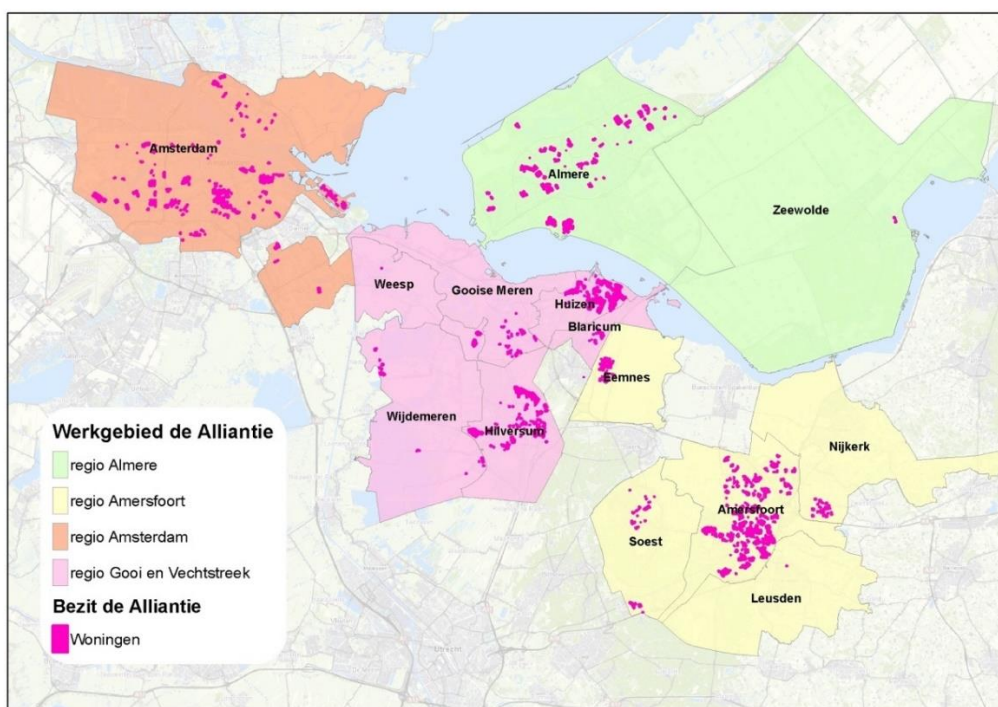 Amsterdam
Almere
Zeewolde
Weesp
Gooise Meren
Huizen
Blaricum
Eemnes
Wijdemeren
Hilversum
Nijkerk
Amersfoort
Soest
Leusden
Utrecht
Werkgebied de Alliantie
regio Almere
regio Amersfoort
regio Amsterdam
regio Gooi en Vechtstreek
Bezit de Alliantie
Woningen